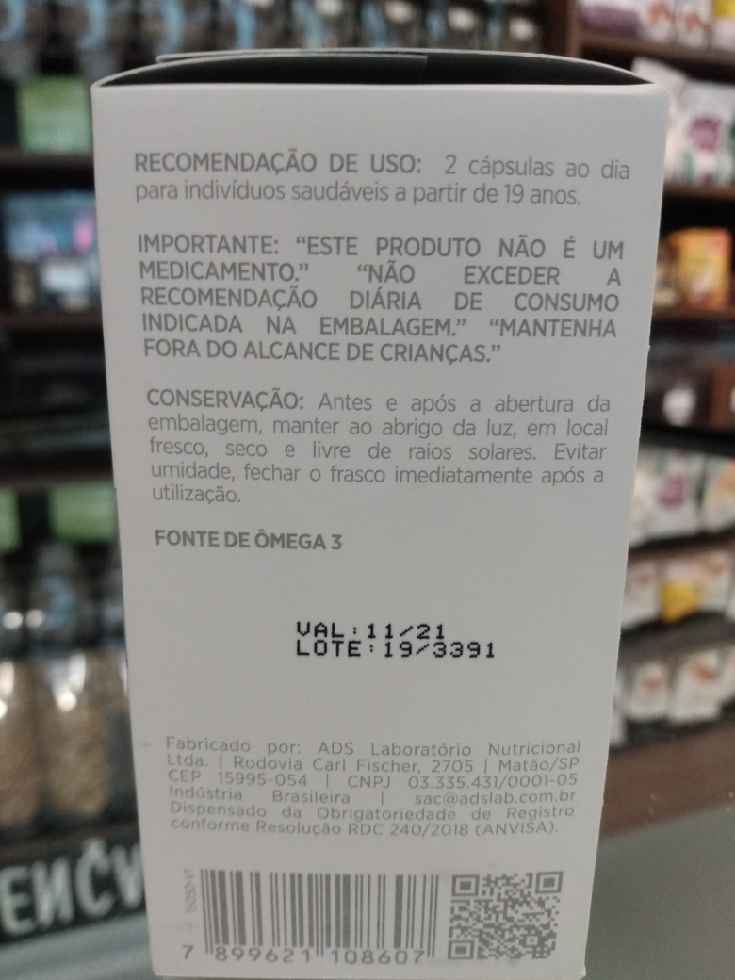 RECOMENDAÇÃO DE USO: 2 cápsulas ao dia
para indivíduos saudáveis a partir de 19 anos.
IMPORTANTE: “ESTE PRODUTO NÃO É UM
MEDICAMENTO.” “NÃO EXCEDER A
RECOMENDAÇÃO DIÁRIA DE CONSUMO
INDICADA NA EMBALAGEM.” “MANTENHA
FORA DO ALCANCE DE CRIANÇAS.”
CONSERVAÇÃO: Antes e após a abertura da
embalagem, manter ao abrigo da luz, em local
fresco, seco e livre de raios solares. Evitar
umidade, fechar o frasco imediatamente após a
utilização.
FONTE DE ÔMEGA 3
VAL:11/21
LOTE:19/3391
Fabricado por: ADS Laboratório Nutricional
Ltda. | Rodovia Carl Fischer, 2705 | Matão/SP
CEP 15995-054 | CNPJ 03.335.431/0001-05
Indústria Brasileira | sac@adslab.com.br
Dispensado da Obrigatoriedade de Registro
conforme Resolução RDC 240/2018 (ANVISA).
7 899621 108607